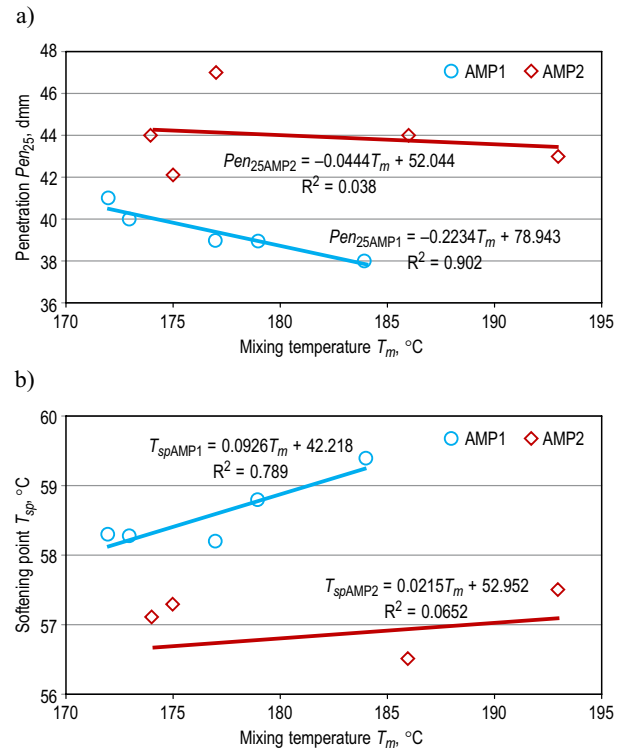 a)
48
46
44
42
40
38
36
Penetration Pen25, dmm
AMP1 AMP2
Pen25AMP2 = –0.0444Tm + 52.044
R2 = 0.038
Pen25AMP1 = –0.2234Tm + 78.943
R2 = 0.902
170 175 180 185 190 195
Mixing temperature Tm, °C
b)
60
59
58
57
56
Softening point Tsp, °C
AMP1 AMP2
TspAMP1 = 0.0926Tm + 42.218
R2 = 0.789
TspAMP2 = 0.0215Tm + 52.952
R2 = 0.0652
170 175 180 185 190 195
Mixing temperature Tm, °C